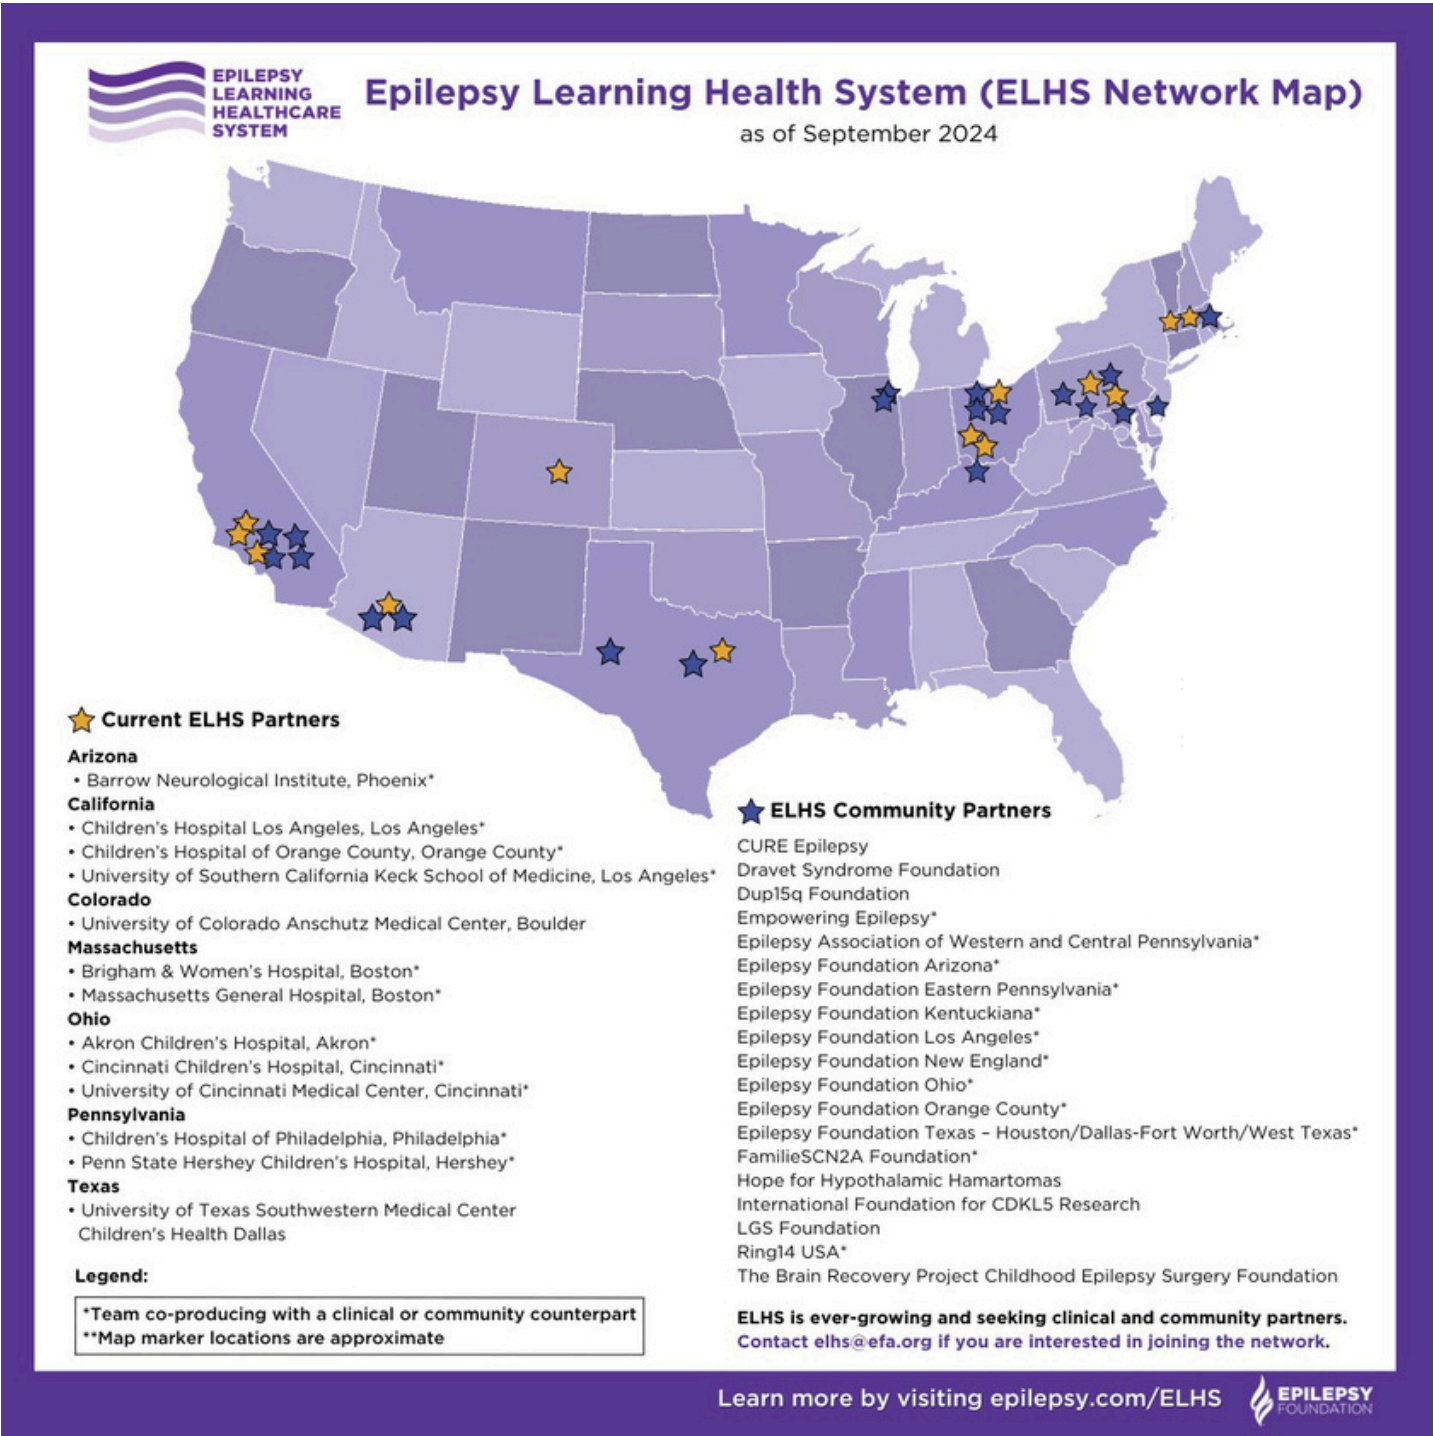 EPILEPSY
LEARNING
HEALTHCARE
SYSTEM
Epilepsy Learning Health System (ELHS Network Map)
as of September 2024
Current ELHS Partners
Arizona
• Barrow Neurological Institute, Phoenix*
California
• Children's Hospital Los Angeles, Los Angeles*
• Children's Hospital of Orange County, Orange County*
• University of Southern California Keck School of Medicine, Los Angeles*
Colorado
• University of Colorado Anschutz Medical Center, Boulder
Massachusetts
• Brigham & Women's Hospital, Boston*
• Massachusetts General Hospital, Boston*
Ohio
• Akron Children's Hospital, Akron*
• Cincinnati Children's Hospital, Cincinnati*
• University of Cincinnati Medical Center, Cincinnati*
Pennsylvania
• Children's Hospital of Philadelphia, Philadelphia*
• Penn State Hershey Children's Hospital, Hershey*
Texas
• University of Texas Southwestern Medical Center
Children's Health Dallas
Legend:
*Team co-producing with a clinical or community counterpart
**Map marker locations are approximate
ELHS Community Partners
CURE Epilepsy
Dravet Syndrome Foundation
Dup15q Foundation
Empowering Epilepsy*
Epilepsy Association of Western and Central Pennsylvania*
Epilepsy Foundation Arizona*
Epilepsy Foundation Eastern Pennsylvania*
Epilepsy Foundation Kentuckiana*
Epilepsy Foundation Los Angeles*
Epilepsy Foundation New England*
Epilepsy Foundation Ohio*
Epilepsy Foundation Orange County*
Epilepsy Foundation Texas – Houston/Dallas-Fort Worth/West Texas*
FamilieSCN2A Foundation*
Hope for Hypothalamic Hamartomas
International Foundation for CDKL5 Research
LGS Foundation
Ring14 USA*
The Brain Recovery Project Childhood Epilepsy Surgery Foundation
ELHS is ever-growing and seeking clinical and community partners.
Contact elhs@efa.org if you are interested in joining the network.
Learn more by visiting epilepsy.com/ELHS
EPILEPSY
FOUNDATION